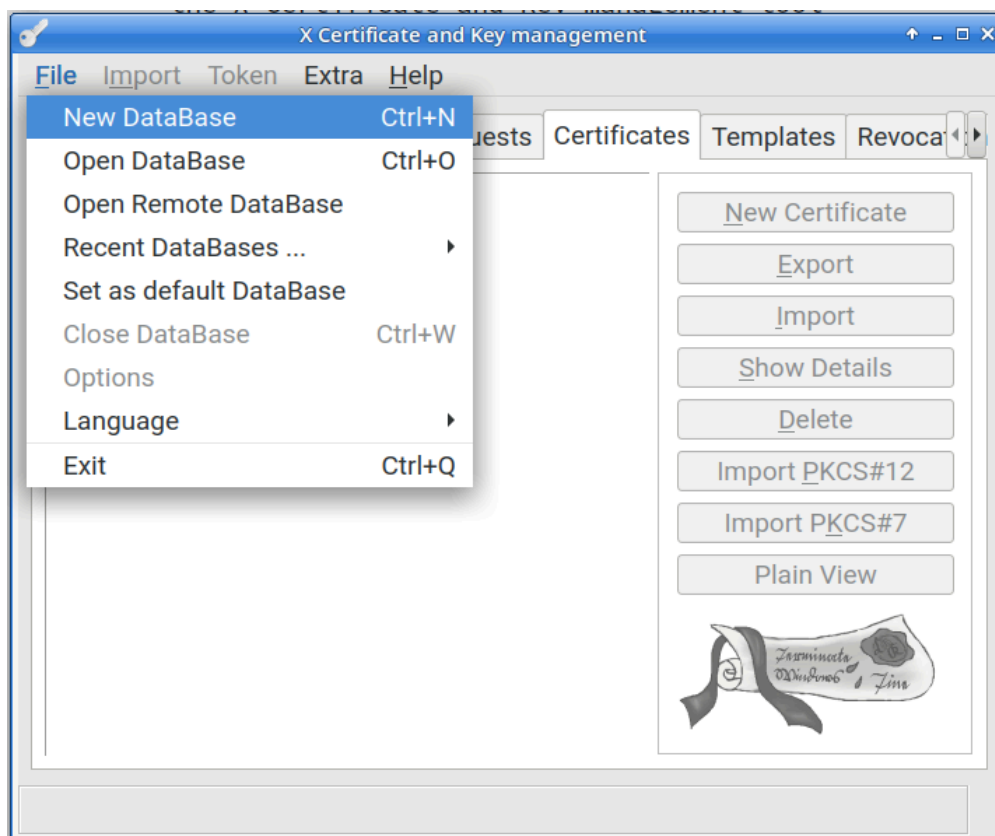 X Certificate and Key management
File Import Token Extra Help
New DataBase Ctrl+N
Open DataBase Ctrl+O
Open Remote DataBase
Recent DataBases ...
Set as default DataBase
Close DataBase Ctrl+W
Options
Language
Exit Ctrl+Q
Certificates Templates
New Certificate
Export
Import
Show Details
Delete
Import PKCS#12
Import PKCS#7
Plain View